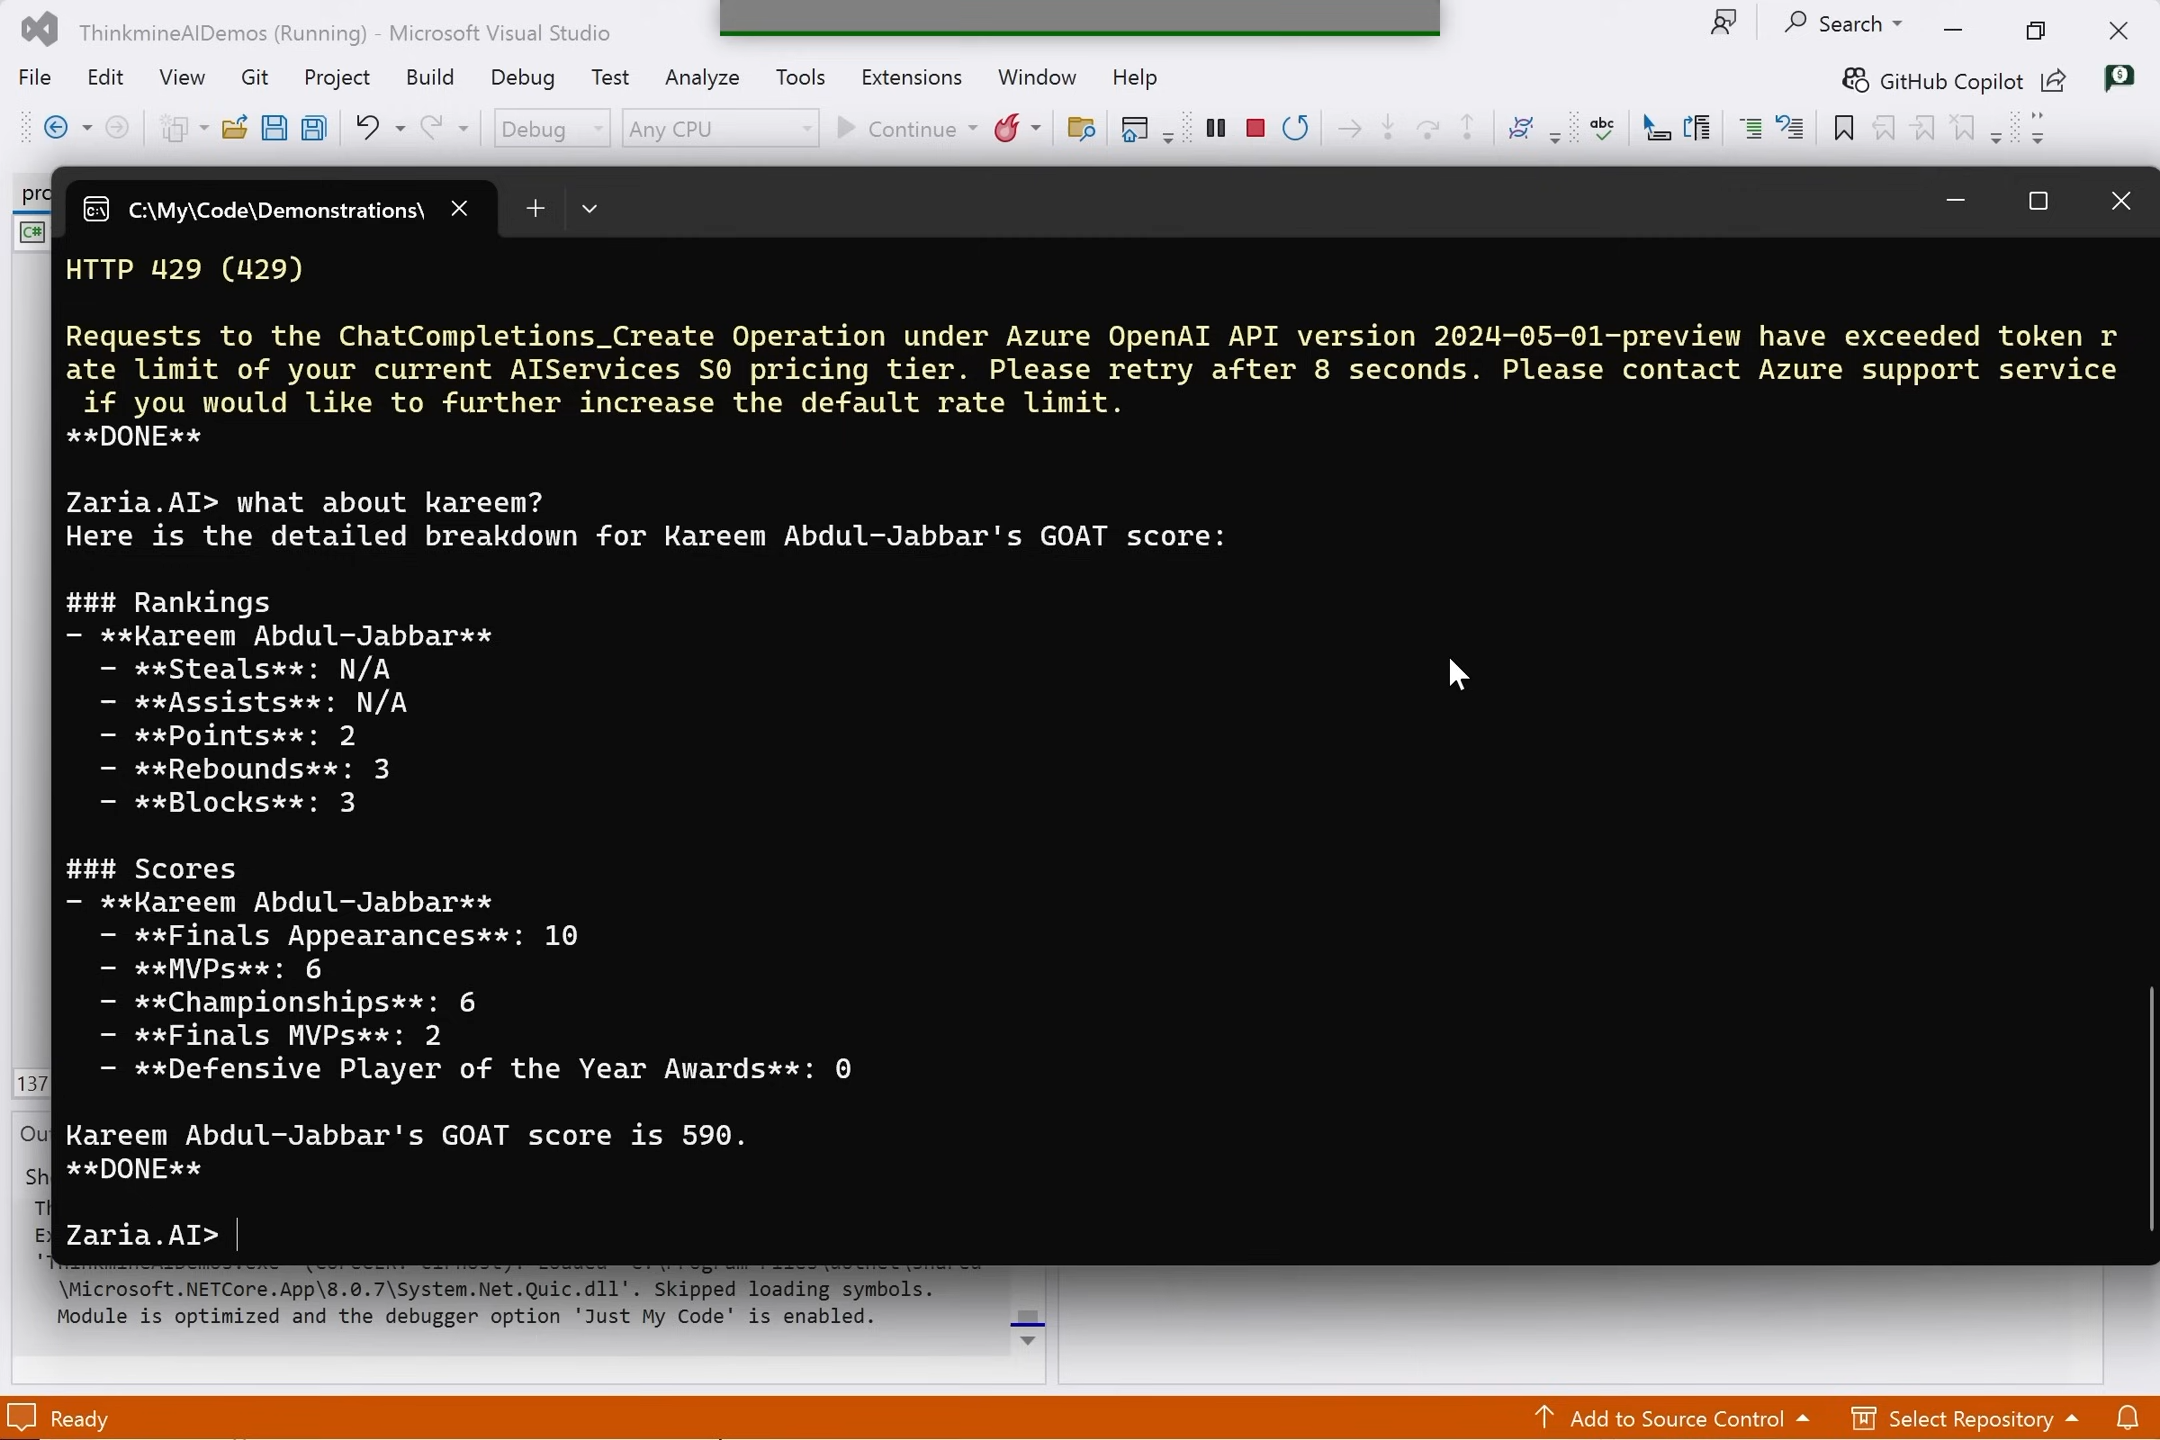 ThinkmineAIDemos (Running) - Microsoft Visual Studio
Search
File Edit View Git Project Build Debug Test Analyze Tools Extensions Window Help
GitHub Copilot
Debug Any CPU Continue
C:\My\Code\Demonstrations\
HTTP 429 (429)
Requests to the ChatCompletions_Create Operation under Azure OpenAI API version 2024-05-01-preview have exceeded token r
ate limit of your current AIServices S0 pricing tier. Please retry after 8 seconds. Please contact Azure support service
if you would like to further increase the default rate limit.
**DONE**
Zaria.AI> what about kareem?
Here is the detailed breakdown for Kareem Abdul-Jabbar's GOAT score:
### Rankings
- **Kareem Abdul-Jabbar**
- **Steals**: N/A
- **Assists**: N/A
- **Points**: 2
- **Rebounds**: 3
- **Blocks**: 3
### Scores
- **Kareem Abdul-Jabbar**
- **Finals Appearances**: 10
- **MVPs**: 6
- **Championships**: 6
- **Finals MVPs**: 2
- **Defensive Player of the Year Awards**: 0
137
Kareem Abdul-Jabbar's GOAT score is 590.
**DONE**
Zaria.AI>
\Microsoft.NETCore.App\8.0.7\System.Net.Quic.dll'. Skipped loading symbols.
Module is optimized and the debugger option 'Just My Code' is enabled.
Ready
Add to Source Control Select Repository